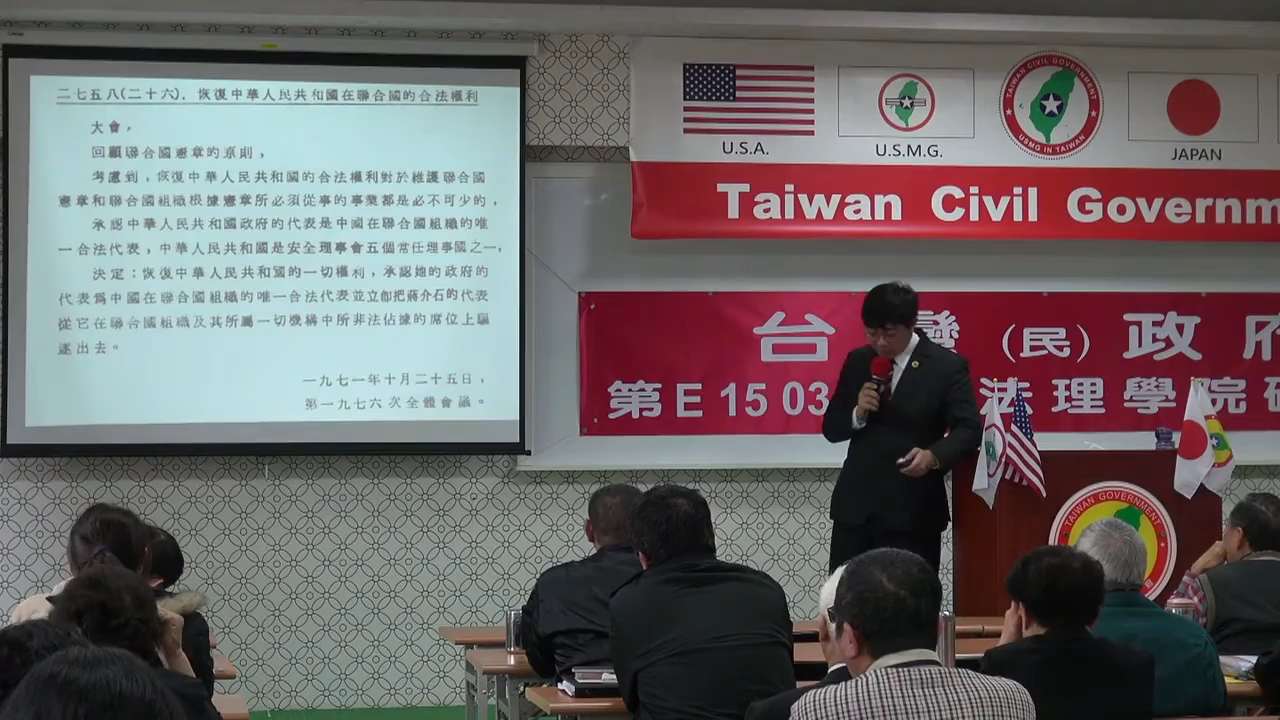 二七五八(二十六). 恢復中華人民共和國在聯合國的合法權利
大會，
回顧聯合國憲章的原則，
考慮到，恢復中華人民共和國的合法權利對於維護聯合國
憲章和聯合國組織根據憲章所必須從事的事業都是必不可少的，
承認中華人民共和國政府的代表是中國在聯合國組織的唯
一合法代表，中華人民共和國是安全理事會五個常任理事國之一，
決定：恢復中華人民共和國的一切權利，承認她的政府的
代表為中國在聯合國組織的唯一合法代表並立即把蔣介石的代表
從它在聯合國組織及其所屬一切機構中所非法佔據的席位上驅
逐出去。
一九七一年十月二十五日，
第一九七六次全體會議。
U.S.A.
U.S.M.G.
TAIWAN CIVIL GOVERNMENT
USMG IN TAIWAN
JAPAN
Taiwan Civil Governm
台灣(民)政府
第E 15 03 法理學院研
TAIWAN GOVERNMENT